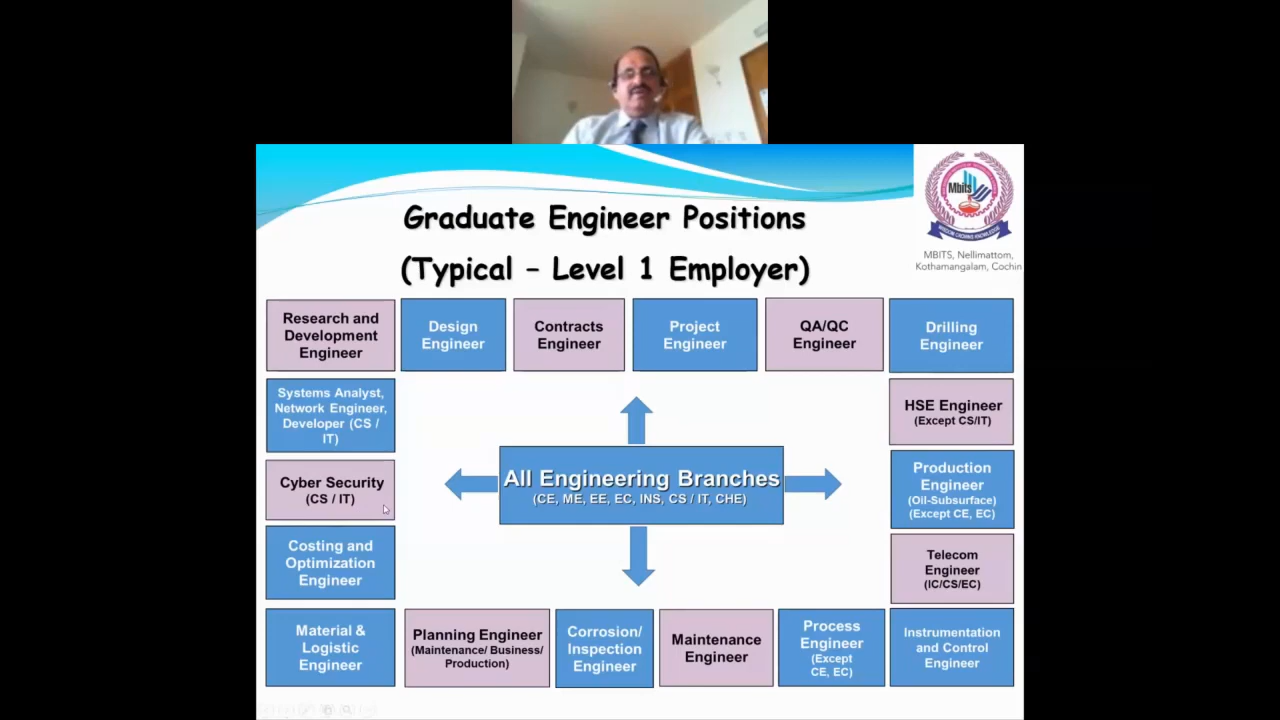 Graduate Engineer Positions
(Typical – Level 1 Employer)
Mbits
MBITS, Nellimattom,
Kothamangalam, Cochin
Research and
Development
Engineer
Design
Engineer
Contracts
Engineer
Project
Engineer
QA/QC
Engineer
Drilling
Engineer
Systems Analyst,
Network Engineer,
Developer (CS /
IT)
HSE Engineer
(Except CS/IT)
Cyber Security
(CS / IT)
All Engineering Branches
(CE, ME, EE, EC, INS, CS / IT, CHE)
Production
Engineer
(Oil-Subsurface)
(Except CE, EC)
Costing and
Optimization
Engineer
Telecom
Engineer
(IC/CS/EC)
Material &
Logistic
Engineer
Planning Engineer
(Maintenance/ Business/
Production)
Corrosion/
Inspection
Engineer
Maintenance
Engineer
Process
Engineer
(Except
CE, EC)
Instrumentation
and Control
Engineer